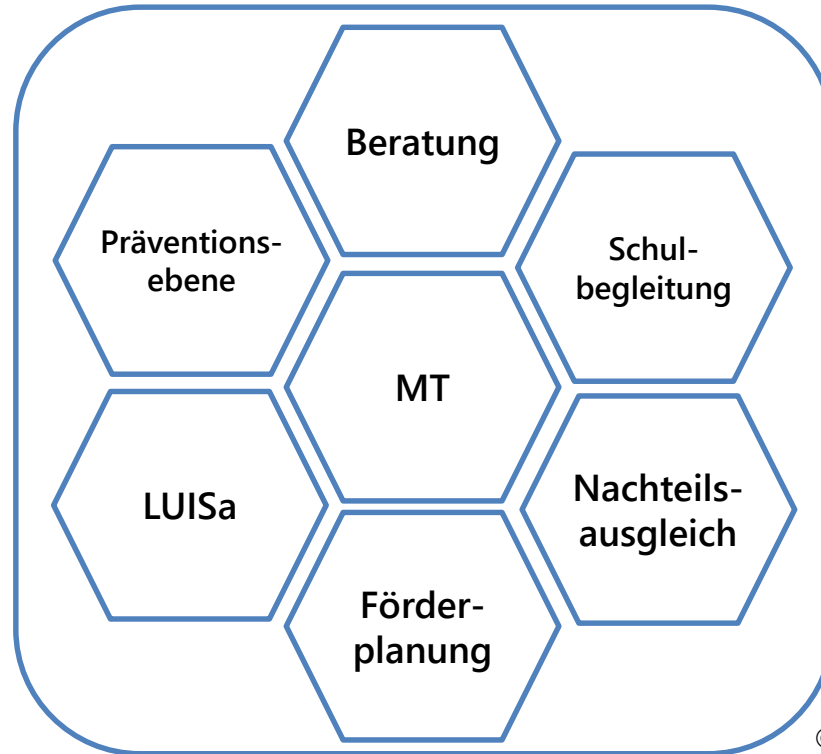 Beratung
Präventions-
ebene
Schul-
begleitung
MT
LUISa
Nachteils-
ausgleich
Förder-
planung